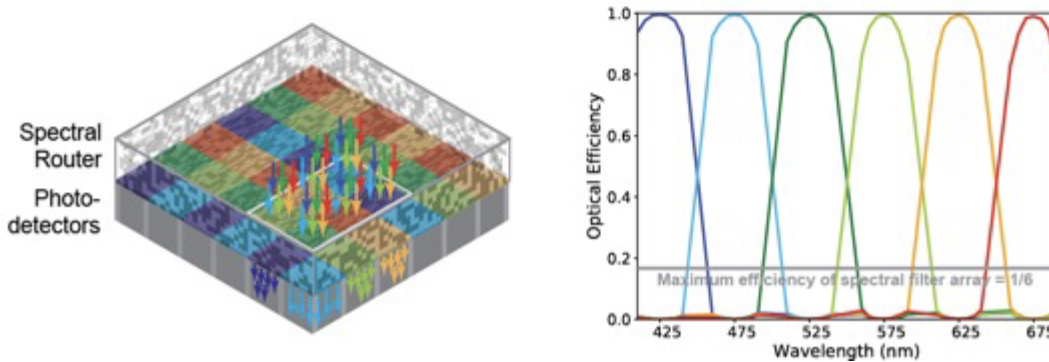 Spectral
Router
Photo-
detectors
Optical Efficiency
1.0
0.8
0.6
0.4
0.2
0.0
Maximum efficiency of spectral filter array = 1/6
425 475 525 575 625 675
Wavelength (nm)